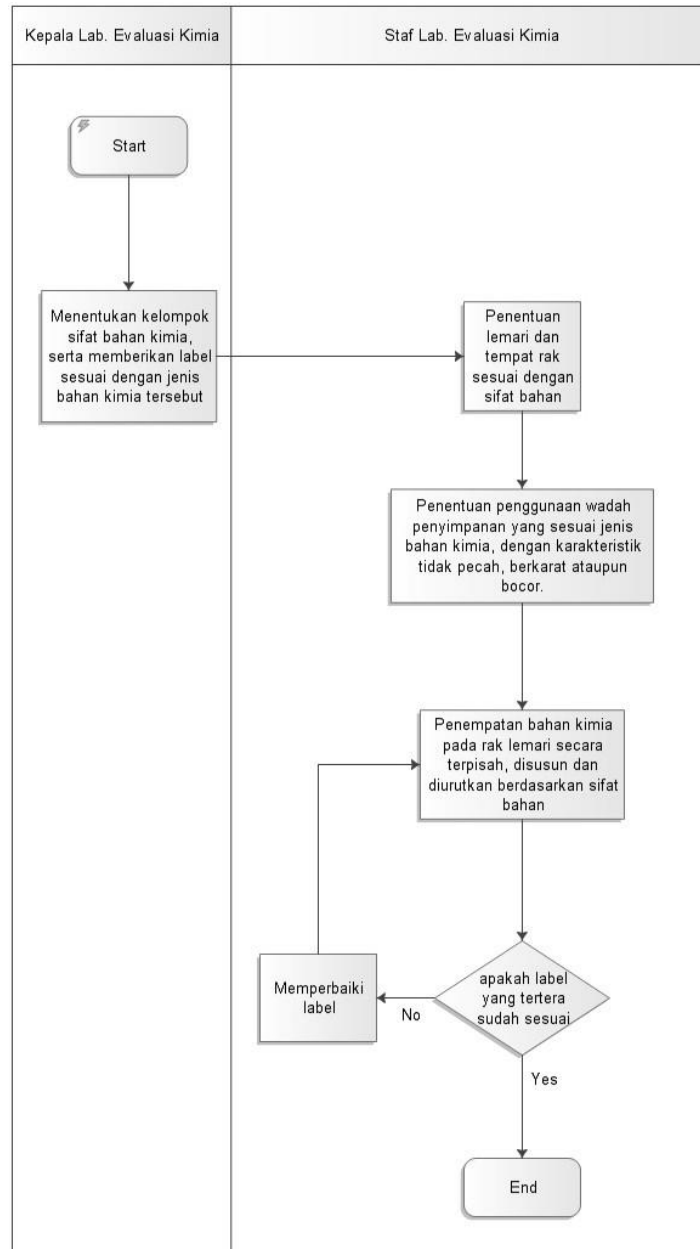 Kepala Lab. Evaluasi Kimia
Staf Lab. Evaluasi Kimia
Start
Menentukan kelompok
sifat bahan kimia,
serta memberikan label
sesuai dengan jenis
bahan kimia tersebut
Penentuan
lemari dan
tempat rak
sesuai dengan
sifat bahan
Penentuan penggunaan wadah
penyimpanan yang sesuai jenis
bahan kimia, dengan karakteristik
tidak pecah, berkarat ataupun
bocor.
Penempatan bahan kimia
pada rak lemari secara
terpisah, disusun dan
diurutkan berdasarkan sifat
bahan
apakah label
yang tertera
sudah sesuai
No
Memperbaiki
label
Yes
End